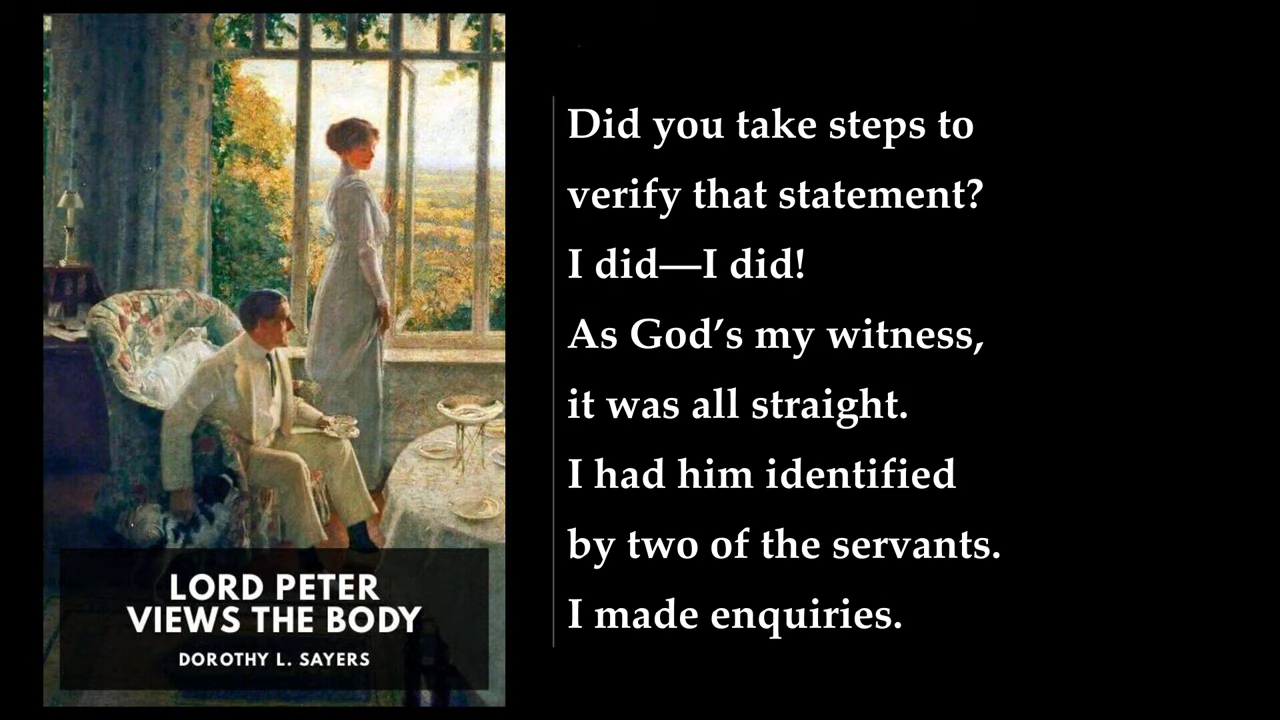 LORD PETER
VIEWS THE BODY
DOROTHY L. SAYERS
Did you take steps to
verify that statement?
I did—I did!
As God’s my witness,
it was all straight.
I had him identified
by two of the servants.
I made enquiries.